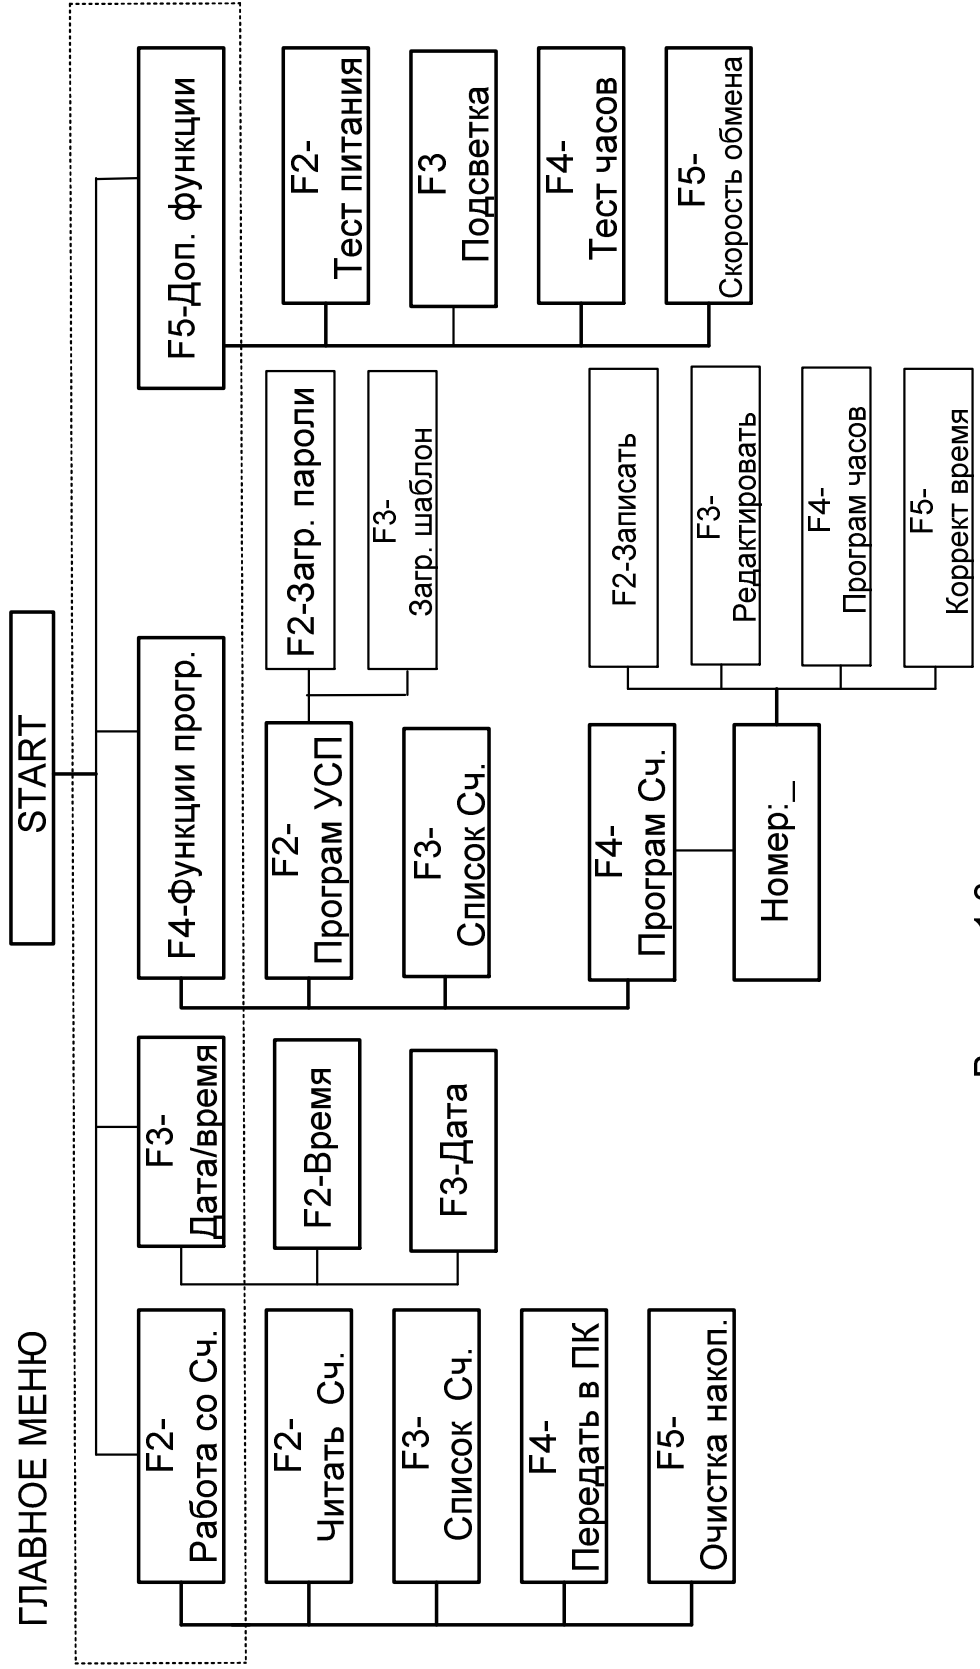 ГЛАВНОЕ МЕНЮ
START
F2-
Работа со Сч.
F3-
Дата/время
F4-Функции прогр.
F5-Доп. функции
F2-
Читать Сч.
F3-
Список Сч.
F4-
Передать в ПК
F5-
Очистка накоп.
F2-Время
F3-Дата
F2-
Програм УСП
F2-Загр. пароли
F3-
Загр. шаблон
F3-
Список Сч.
F4-
Програм Сч.
Номер:_
F2-Записать
F3-
Редактировать
F4-
Програм часов
F5-
Коррект время
F2-
Тест питания
F3
Подсветка
F4-
Тест часов
F5-
Скорость обмена